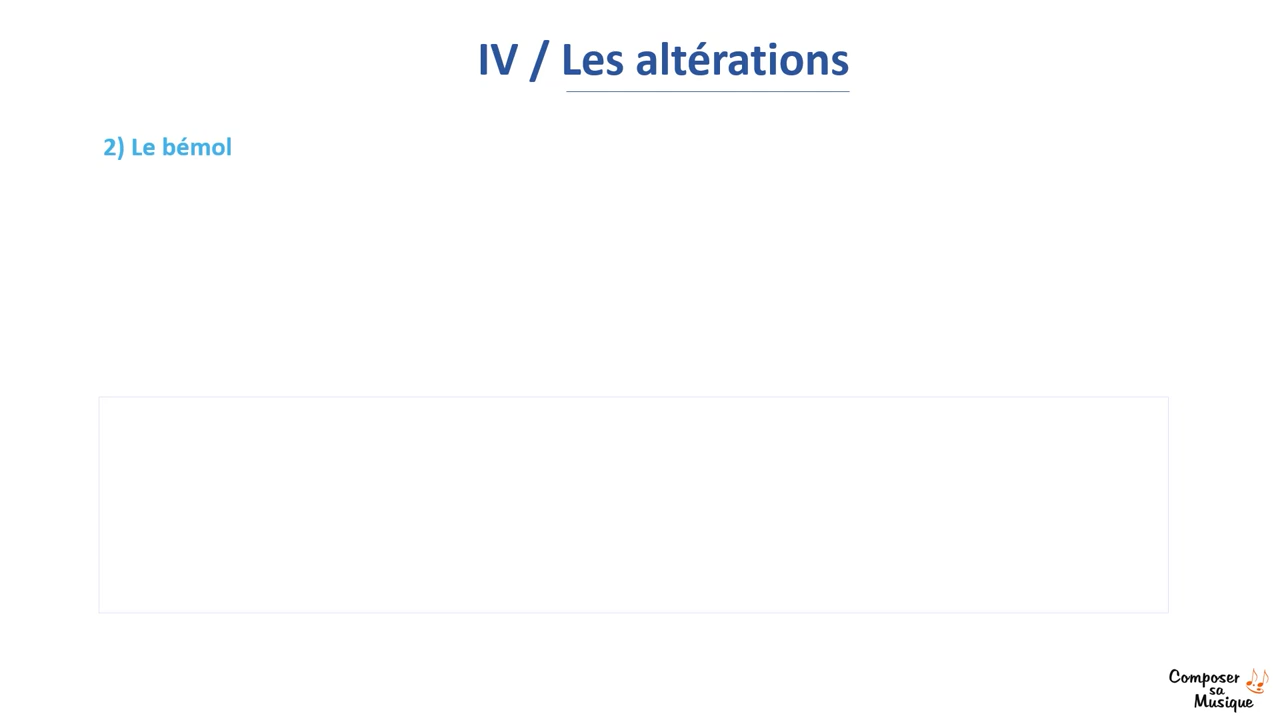 IV / Les altérations
2) Le bémol
Composer
sa
Musique